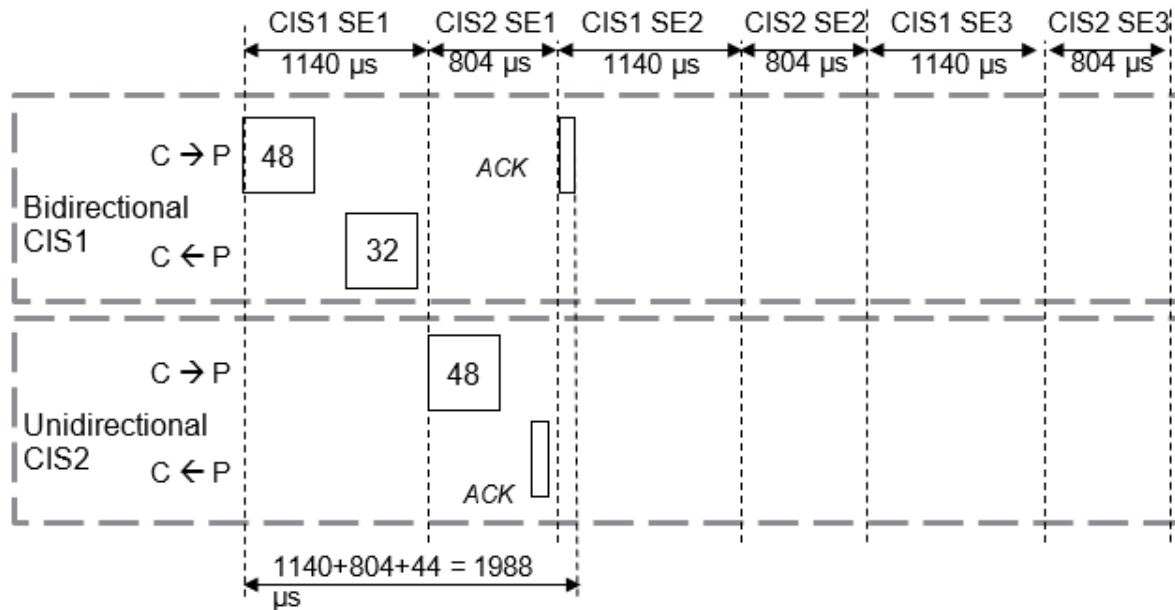 CIS1 SE1 CIS2 SE1 CIS1 SE2 CIS2 SE2 CIS1 SE3 CIS2 SE3
1140 µs 804 µs 1140 µs 804 µs 1140 µs 804 µs
C → P 48 ACK
Bidirectional
CIS1
C ← P 32
C → P 48
Unidirectional
CIS2
C ← P
ACK
1140+804+44 = 1988
µs